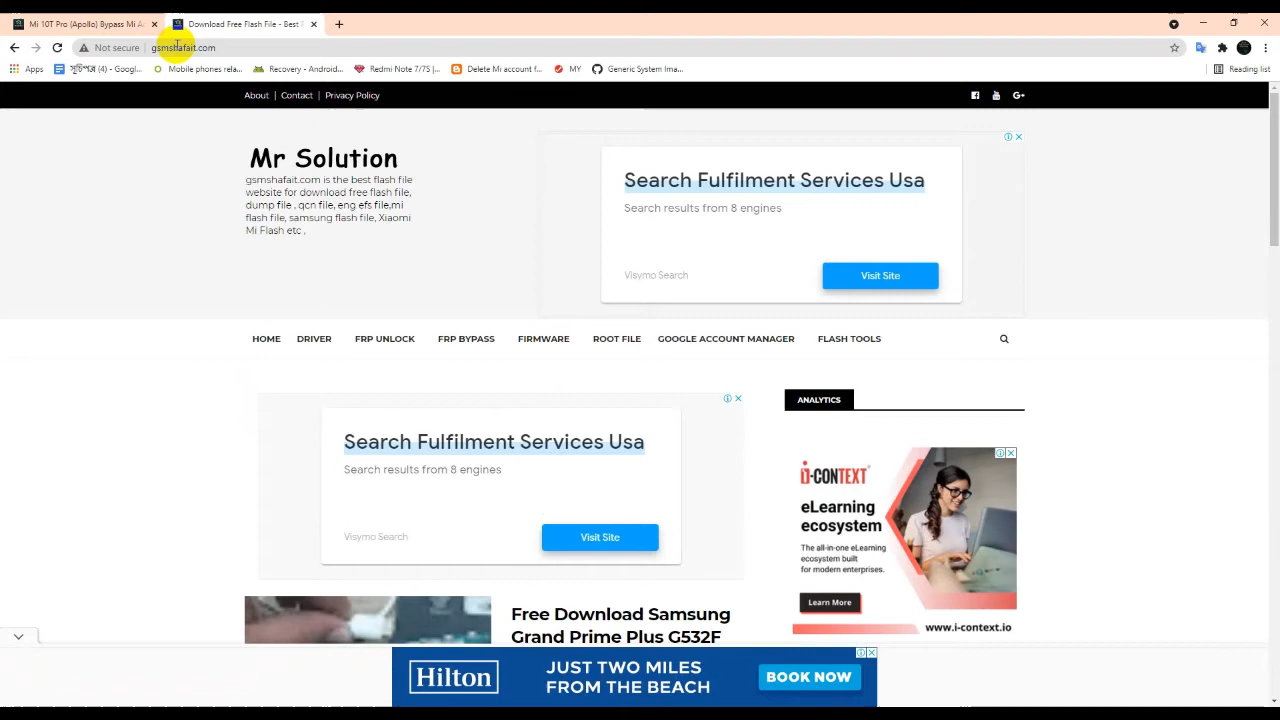 Mi 10T Pro (Apollo) Bypass Mi Ac
Download Free Flash File - Best F
Not secure
gsmshafait.com
Apps
সূচিপত্র (4) - Googl...
Mobile phones rela...
Recovery - Android...
Redmi Note 7/7S |...
Delete Mi account f...
MY
Generic System Ima...
Reading list
About
Contact
Privacy Policy
Mr Solution
gsmshafait.com is the best flash file
website for download free flash file,
dump file , qcn file, eng efs file,mi
flash file, samsung flash file, Xiaomi
Mi Flash etc ,
Search Fulfilment Services Usa
Search results from 8 engines
Visymo Search
Visit Site
HOME
DRIVER
FRP UNLOCK
FRP BYPASS
FIRMWARE
ROOT FILE
GOOGLE ACCOUNT MANAGER
FLASH TOOLS
Search Fulfilment Services Usa
Search results from 8 engines
Visymo Search
Visit Site
ANALYTICS
i-CONTEXT
eLearning
ecosystem
The all-in-one eLearning
ecosystem built
for modern enterprises.
Learn More
www.i-context.io
Free Download Samsung
Grand Prime Plus G532F
Hilton
JUST TWO MILES
FROM THE BEACH
BOOK NOW